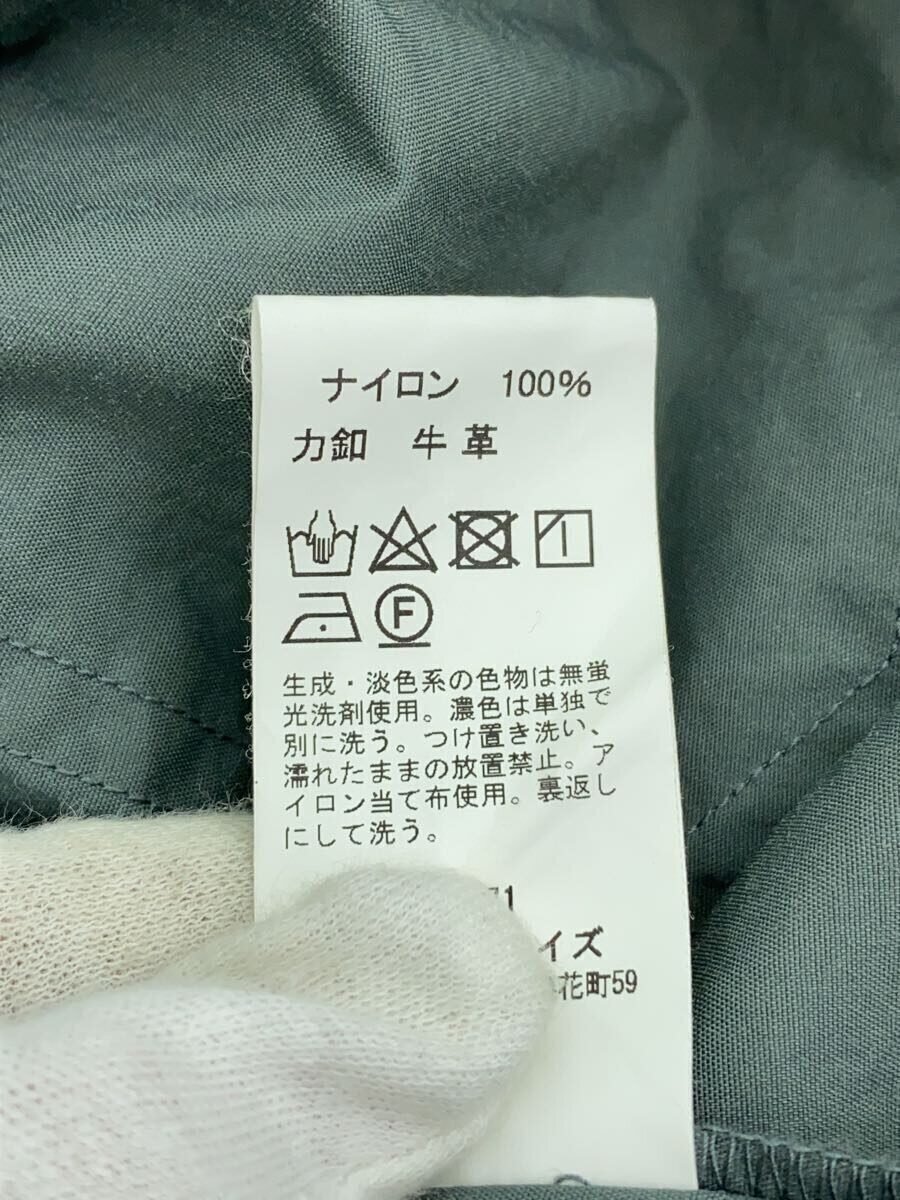 ナイロン 100%
力釦 牛革
F
生成・淡色系の色物は無蛍
光洗剤使用。濃色は単独で
別に洗う。つけ置き洗い、
濡れたままの放置禁止。ア
イロン当て布使用。裏返し
にして洗う。
71
イズ
花町59